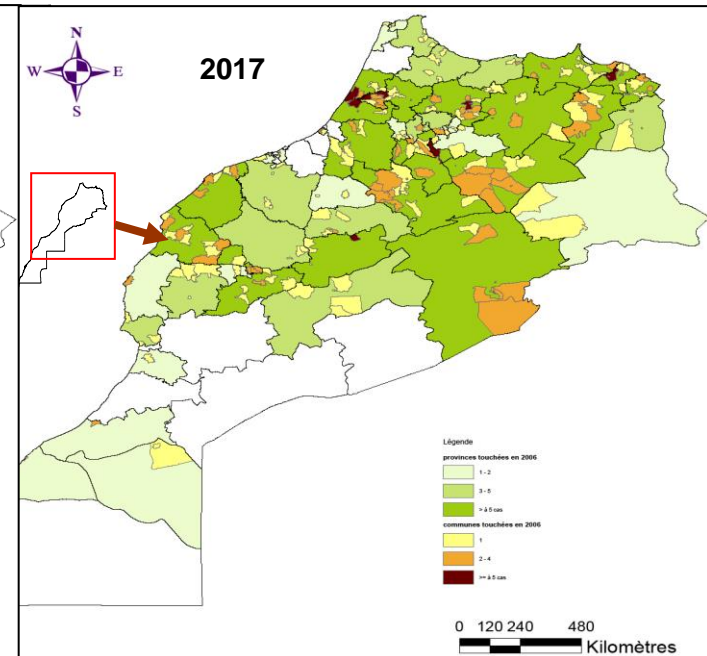 N
W E
S
2017
Légende
provinces touchées en 2006
1 - 2
3 - 5
> à 5 cas
communes touchées en 2006
1
2 - 4
>= à 5 cas
0 120 240 480
Kilomètres